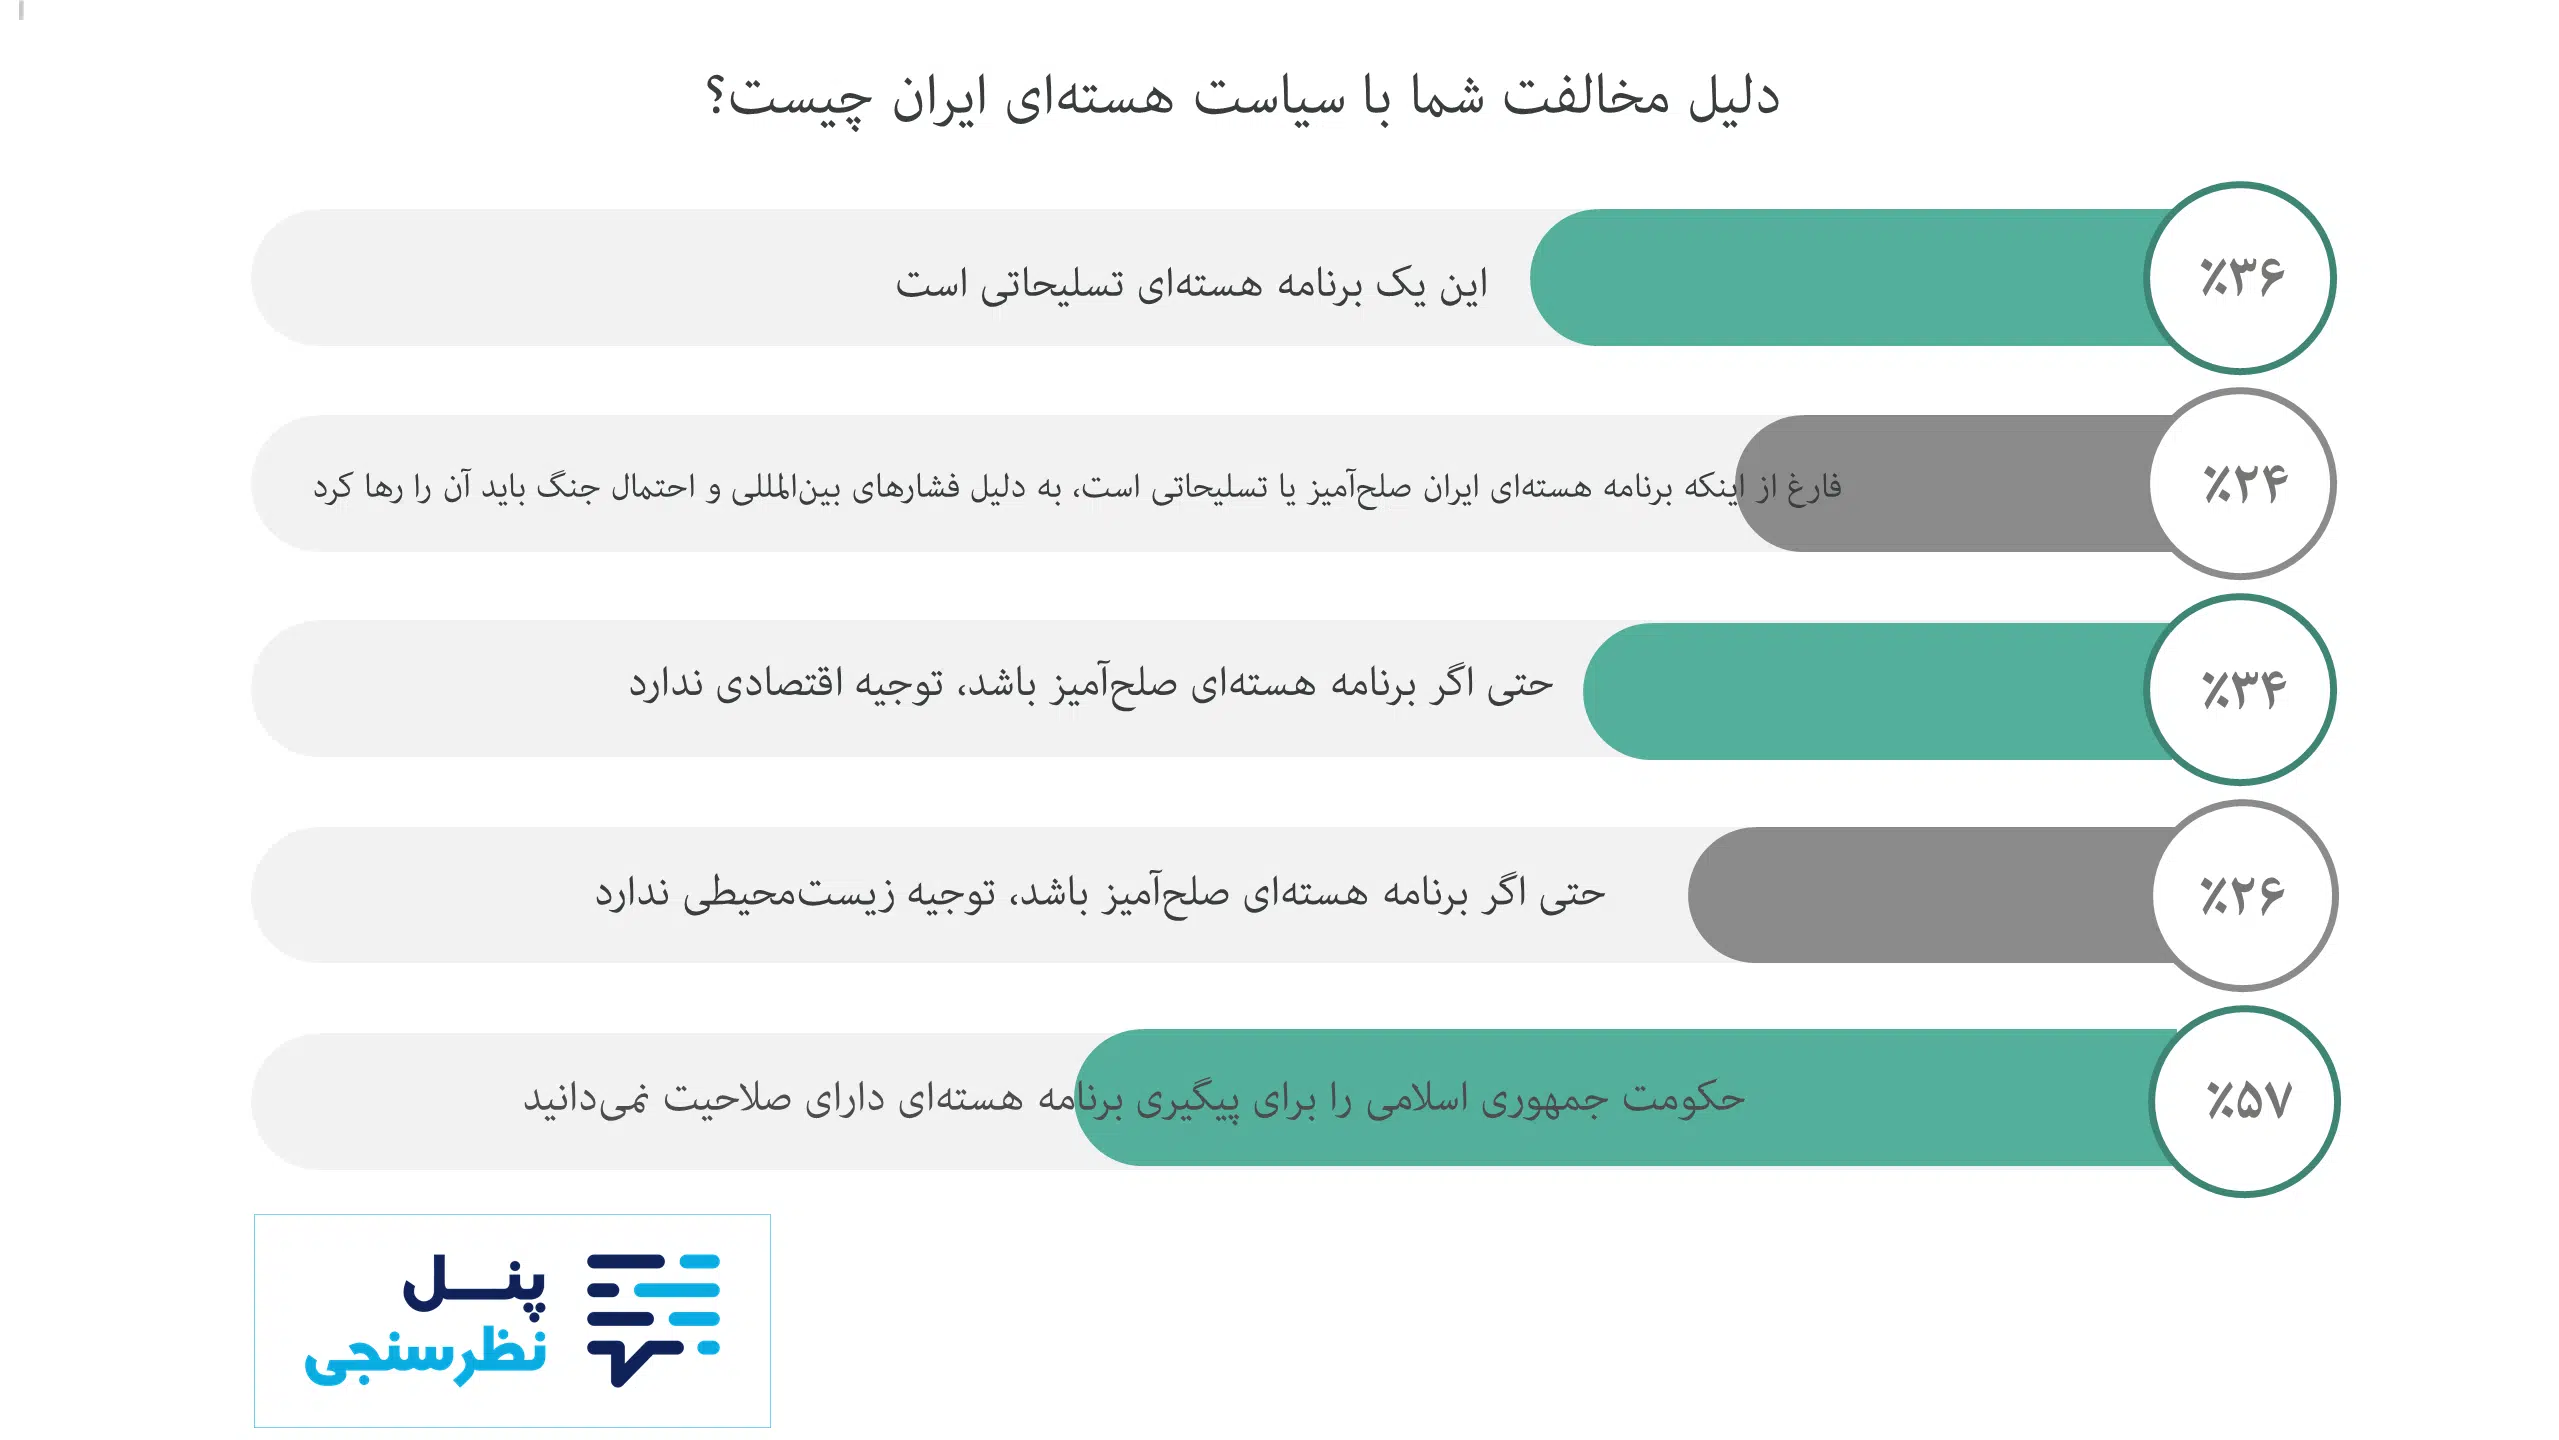 دلیل مخالفت شما با سیاست هسته‌ای ایران چیست؟
٪۳۶
این یک برنامه هسته‌ای تسلیحاتی است
٪۲۴
فارغ از اینکه برنامه هسته‌ای ایران صلح‌آمیز یا تسلیحاتی است، به دلیل فشارهای بین‌المللی و احتمال جنگ باید آن را رها کرد
٪۳۴
حتی اگر برنامه هسته‌ای صلح‌آمیز باشد، توجیه اقتصادی ندارد
٪۲۶
حتی اگر برنامه هسته‌ای صلح‌آمیز باشد، توجیه زیست‌محیطی ندارد
٪۵۷
حکومت جمهوری اسلامی را برای پیگیری برنامه هسته‌ای دارای صلاحیت نمی‌دانید
پنل
نظرسنجی